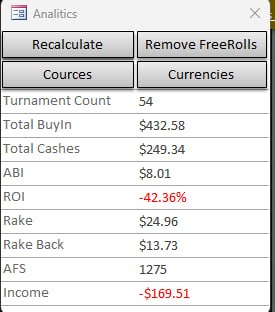 Analitics
Recalculate Remove FreeRolls
Cources Currencies
Turnament Count 54
Total BuyIn $432.58
Total Cashes $249.34
ABI $8.01
ROI -42.36%
Rake $24.96
Rake Back $13.73
AFS 1275
Income -$169.51